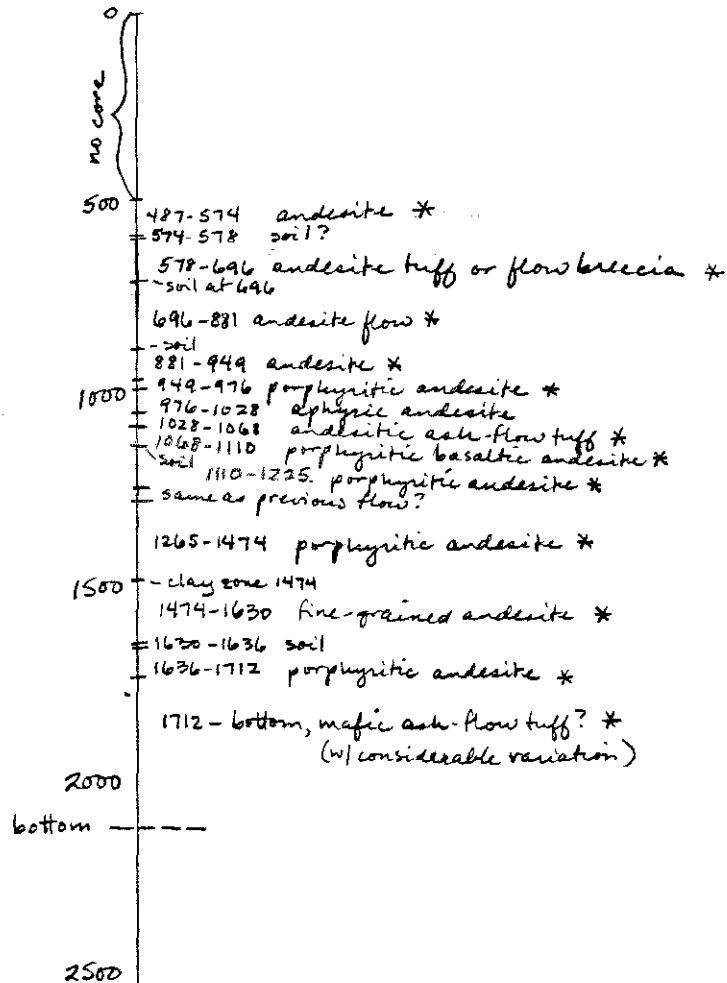 0
no core
500
487-574 andesite *
574-578 soil?
578-696 andesite tuff or flow breccia *
~soil at 696
696-881 andesite flow *
-soil
881-949 andesite *
1000
949-976 porphyritic andesite *
976-1028 aphyric andesite
1028-1068 andesitic ash-flow tuff *
1068-1110 porphyritic basaltic andesite *
soil
1110-1225. porphyritic andesite *
same as previous flow?
1265-1474 porphyritic andesite *
1500
- clay zone 1474
1474-1630 fine-grained andesite *
1630-1636 soil
1636-1712 porphyritic andesite *
1712 - bottom, mafic ash-flow tuff? *
(w/ considerable variation)
2000
bottom
2500